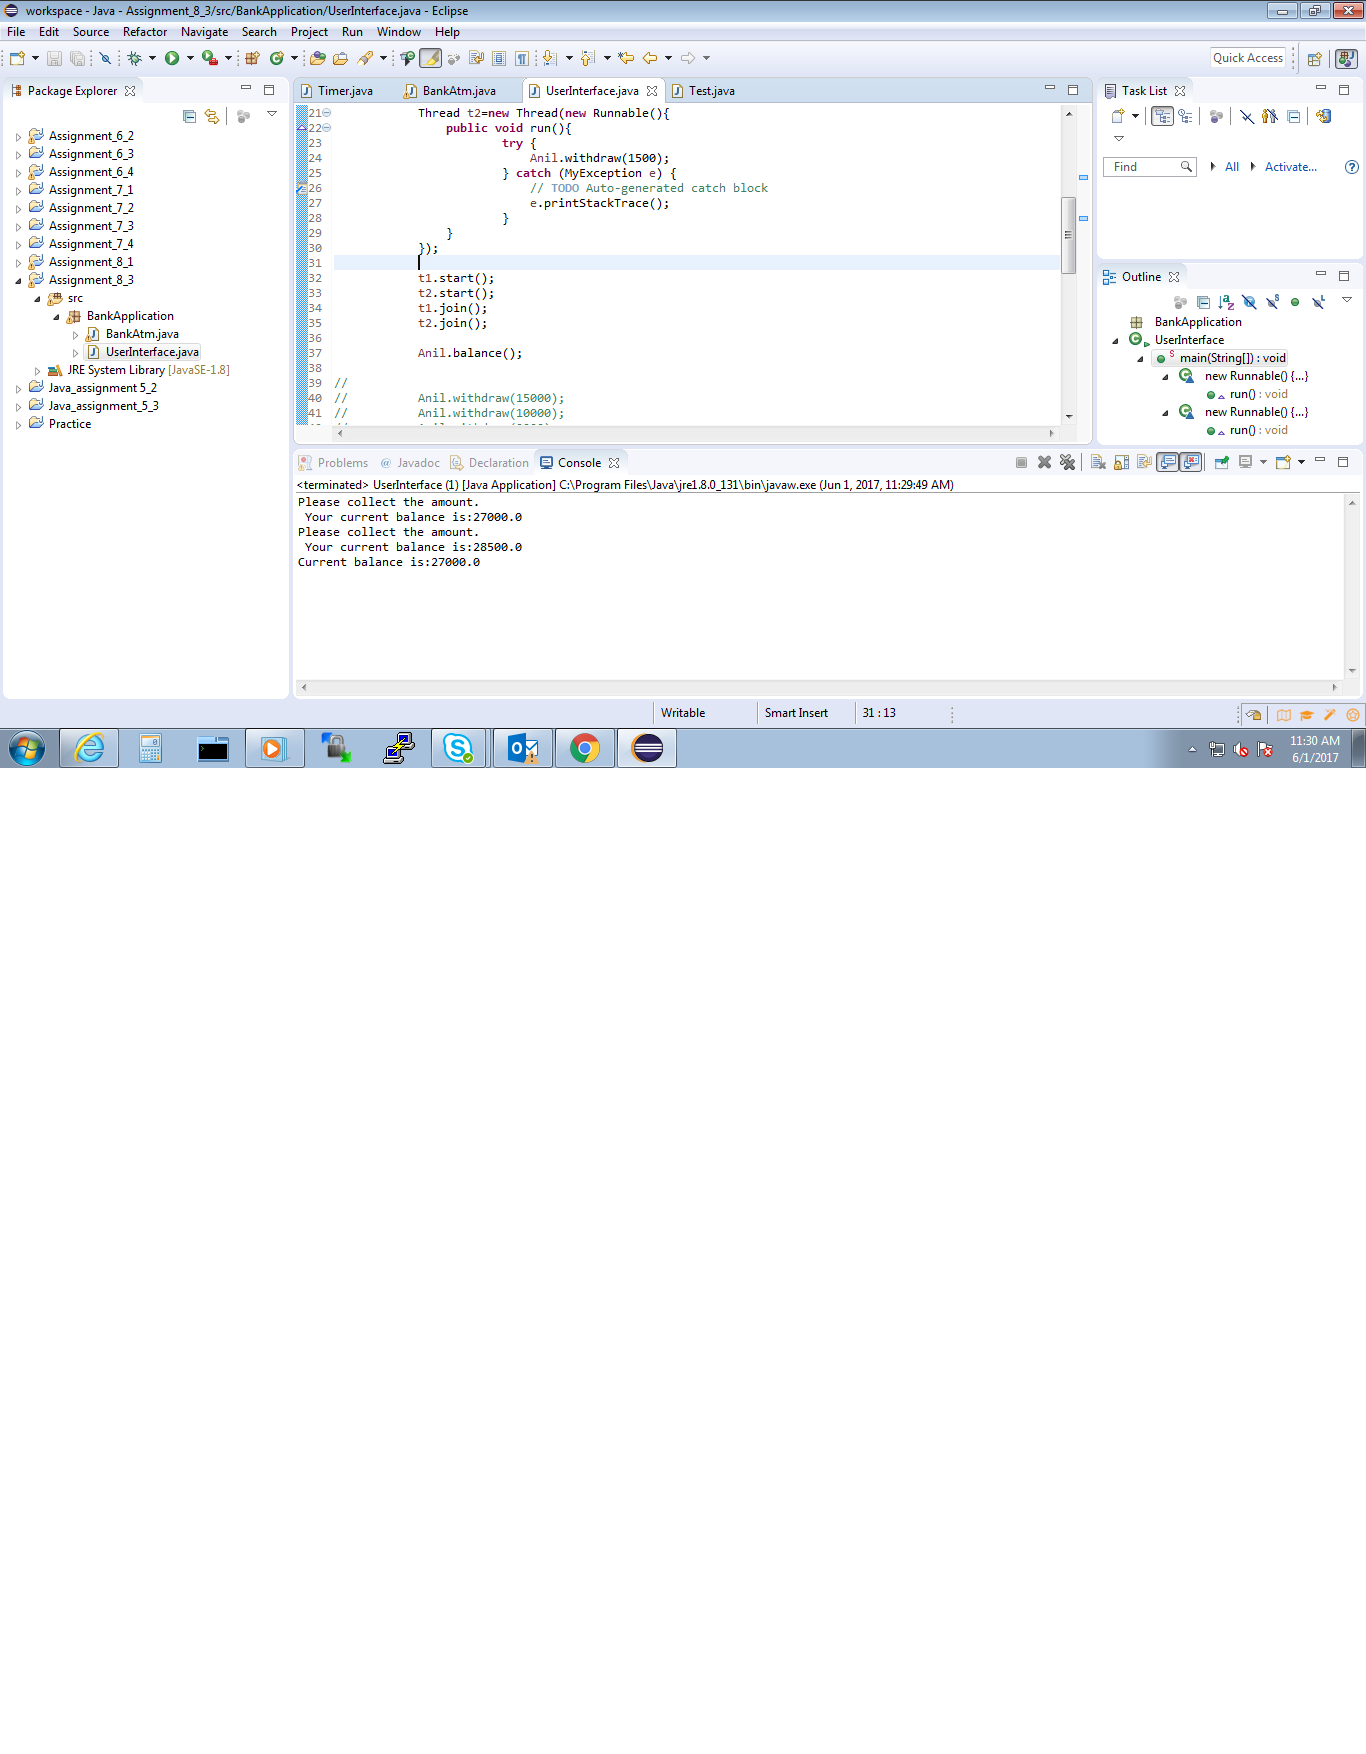 workspace - Java - Assignment_8_3/src/BankApplication/UserInterface.java - Eclipse
File Edit Source Refactor Navigate Search Project Run Window Help
Quick Access
Package Explorer
Assignment_6_2
Assignment_6_3
Assignment_6_4
Assignment_7_1
Assignment_7_2
Assignment_7_3
Assignment_7_4
Assignment_8_1
Assignment_8_3
src
BankApplication
BankAtm.java
UserInterface.java
JRE System Library [JavaSE-1.8]
Java_assignment 5_2
Java_assignment_5_3
Practice
Timer.java BankAtm.java UserInterface.java Test.java
21 Thread t2=new Thread(new Runnable(){
22 public void run(){
23 try {
24 Anil.withdraw(1500);
25 } catch (MyException e) {
26 // TODO Auto-generated catch block
27 e.printStackTrace();
28 }
29 }
30 });
31
32 t1.start();
33 t2.start();
34 t1.join();
35 t2.join();
36
37 Anil.balance();
38
39 //
40 // Anil.withdraw(15000);
41 // Anil.withdraw(10000);
Task List
Find All Activate...
Outline
BankApplication
UserInterface
main(String[]) : void
new Runnable() {...}
run() : void
new Runnable() {...}
run() : void
Problems @ Javadoc Declaration Console
<terminated> UserInterface (1) [Java Application] C:\Program Files\Java\jre1.8.0_131\bin\javaw.exe (Jun 1, 2017, 11:29:49 AM)
Please collect the amount.
Your current balance is:27000.0
Please collect the amount.
Your current balance is:28500.0
Current balance is:27000.0
Writable Smart Insert 31 : 13
11:30 AM
6/1/2017